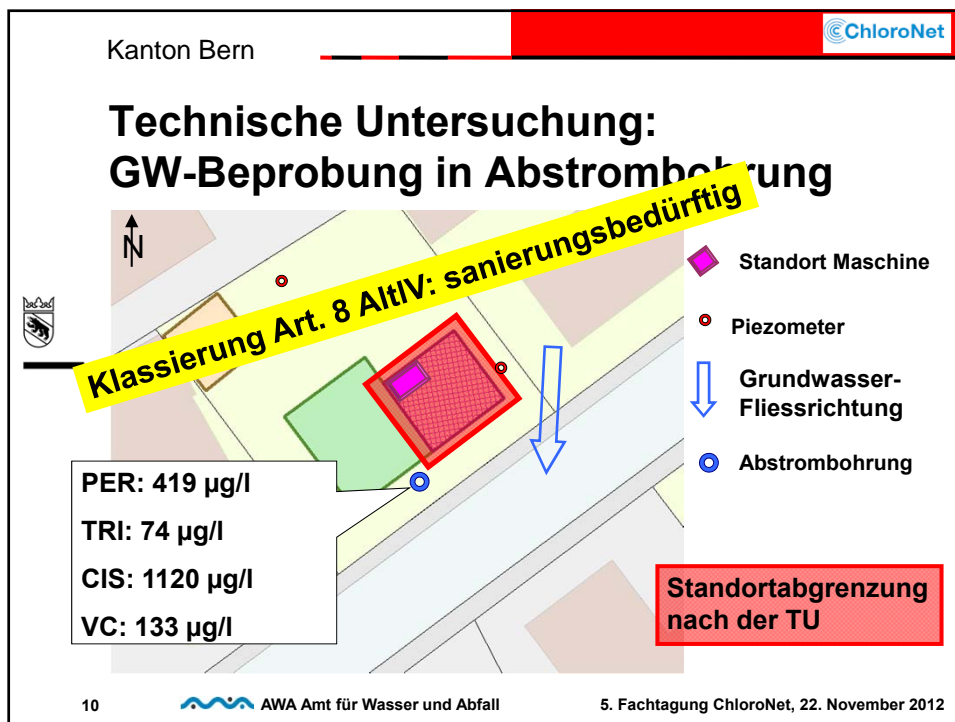 Kanton Bern
©ChloroNet
Technische Untersuchung:
GW-Beprobung in Abstrombohrung
N
Klassierung Art. 8 AltlV: sanierungsbedürftig
Standort Maschine
Piezometer
Grundwasser-
Fliessrichtung
Abstrombohrung
PER: 419 µg/l
TRI: 74 µg/l
CIS: 1120 µg/l
VC: 133 µg/l
Standortabgrenzung
nach der TU
10
AWA Amt für Wasser und Abfall
5. Fachtagung ChloroNet, 22. November 2012